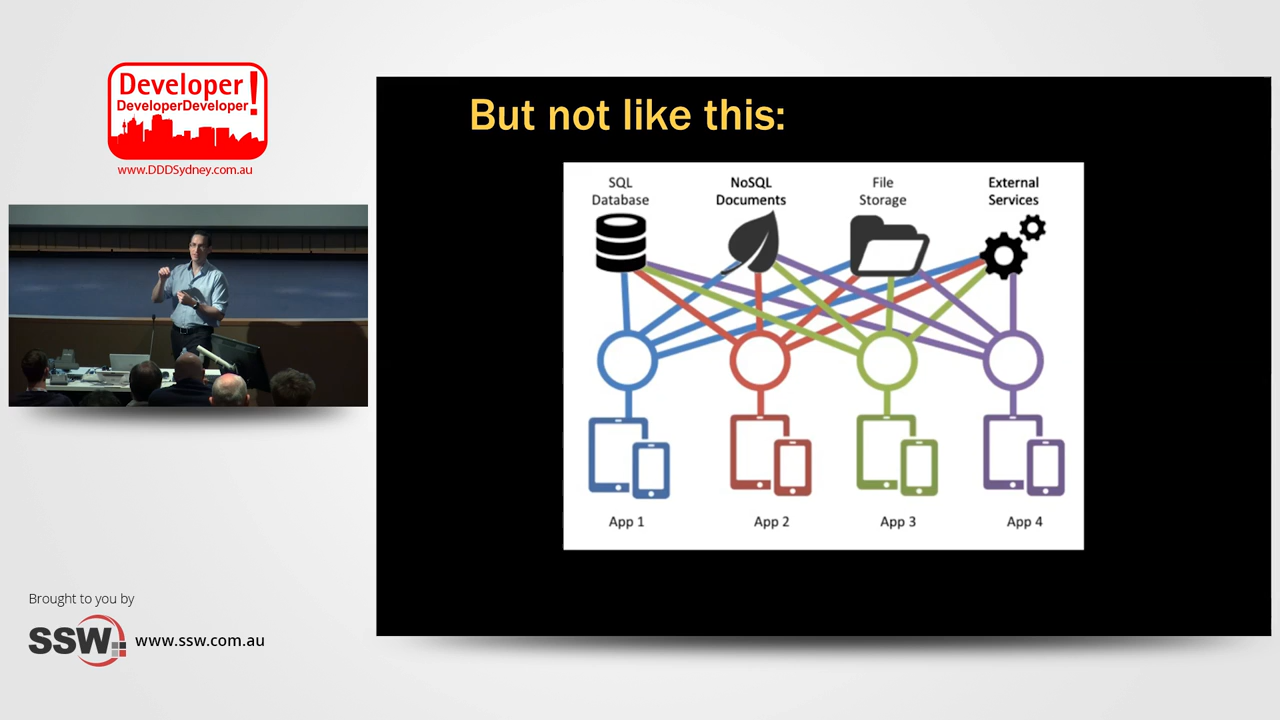 Developer!
DeveloperDeveloper
www.DDDSydney.com.au
But not like this:
SQL
Database
NoSQL
Documents
File
Storage
External
Services
App 1
App 2
App 3
App 4
Brought to you by
SSW
www.ssw.com.au